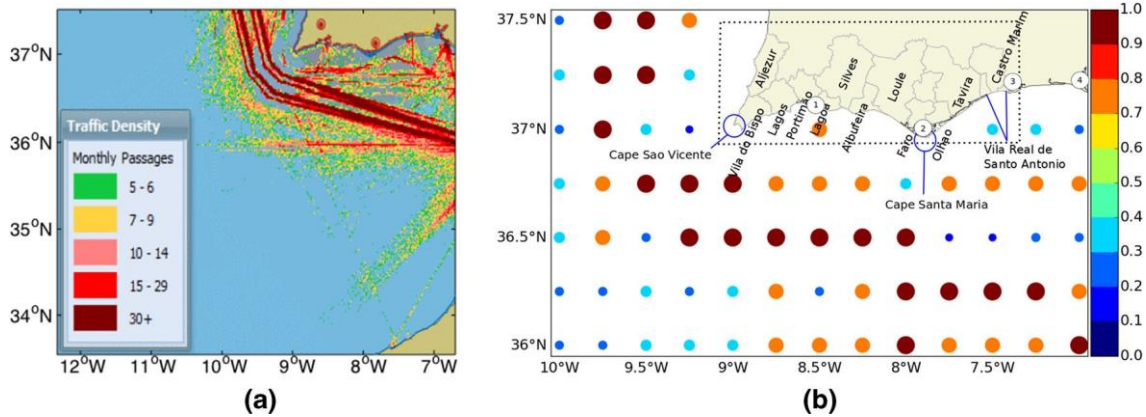 37°N
36°N
35°N
34°N
12°W 11°W 10°W 9°W 8°W 7°W
Traffic Density
Monthly Passages
5 - 6
7 - 9
10 - 14
15 - 29
30+
(a)
37.5°N
37°N
36.5°N
36°N
10°W 9.5°W 9°W 8.5°W 8°W 7.5°W
Aljezur
Vila do Bispo
Lagos
Portimão
Lagoa
Silves
Albufeira
Loule
Faro
Olhao
Tavira
Castro Marim
1
2
3
4
Cape Sao Vicente
Cape Santa Maria
Vila Real de
Santo Antonio
1.0
0.9
0.8
0.7
0.6
0.5
0.4
0.3
0.2
0.1
0.0
(b)